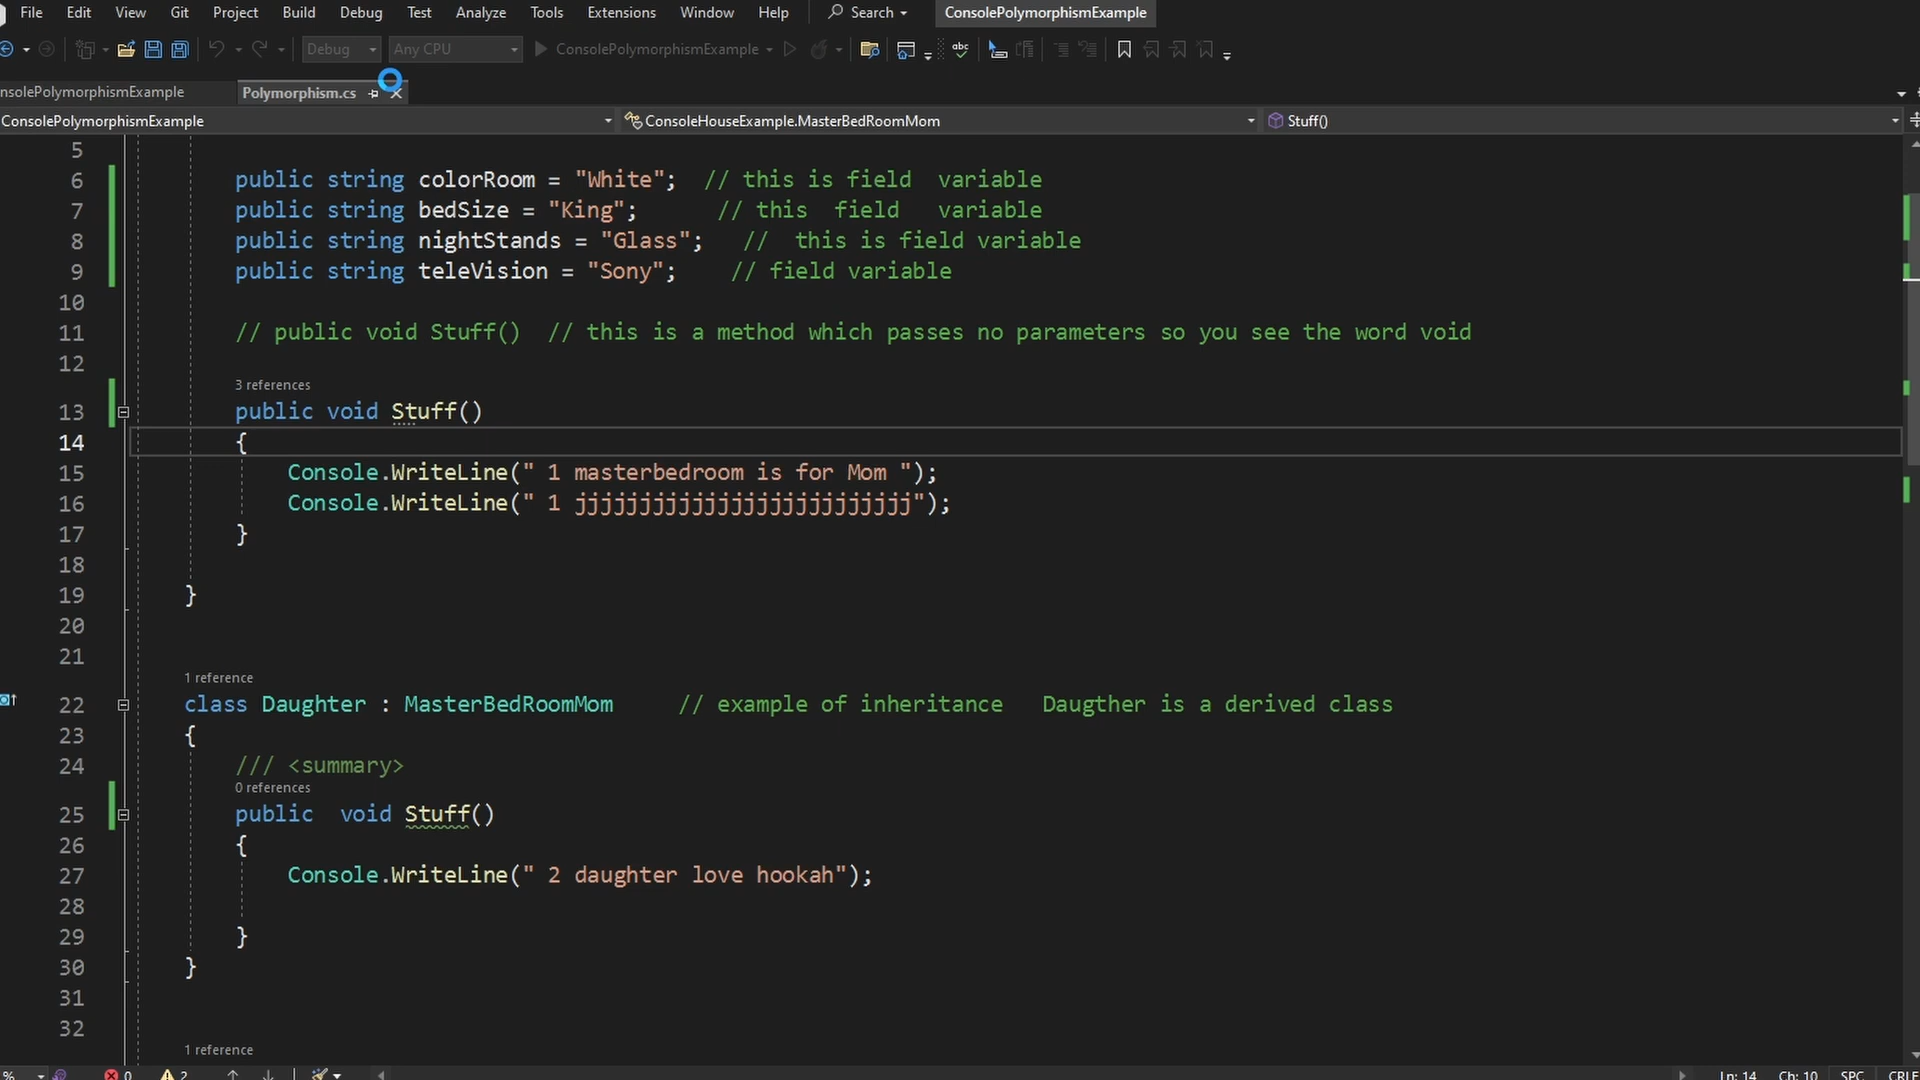 File Edit View Git Project Build Debug Test Analyze Tools Extensions Window Help Search ConsolePolymorphismExample
Debug Any CPU ConsolePolymorphismExample abc
nsolePolymorphismExample Polymorphism.cs
ConsolePolymorphismExample ConsoleHouseExample.MasterBedRoomMom Stuff()
5
6 public string colorRoom = "White"; // this is field variable
7 public string bedSize = "King"; // this field variable
8 public string nightStands = "Glass"; // this is field variable
9 public string teleVision = "Sony"; // field variable
10
11 // public void Stuff() // this is a method which passes no parameters so you see the word void
12
3 references
13 public void Stuff()
14 {
15 Console.WriteLine(" 1 masterbedroom is for Mom ");
16 Console.WriteLine(" 1 jjjjjjjjjjjjjjjjjjjjjjjjjj");
17 }
18
19 }
20
21
1 reference
22 class Daughter : MasterBedRoomMom // example of inheritance Daugther is a derived class
23 {
24 /// <summary>
0 references
25 public void Stuff()
26 {
27 Console.WriteLine(" 2 daughter love hookah");
28
29 }
30 }
31
32
1 reference
% 0 2 Ln: 14 Ch: 10 SPC CRLF